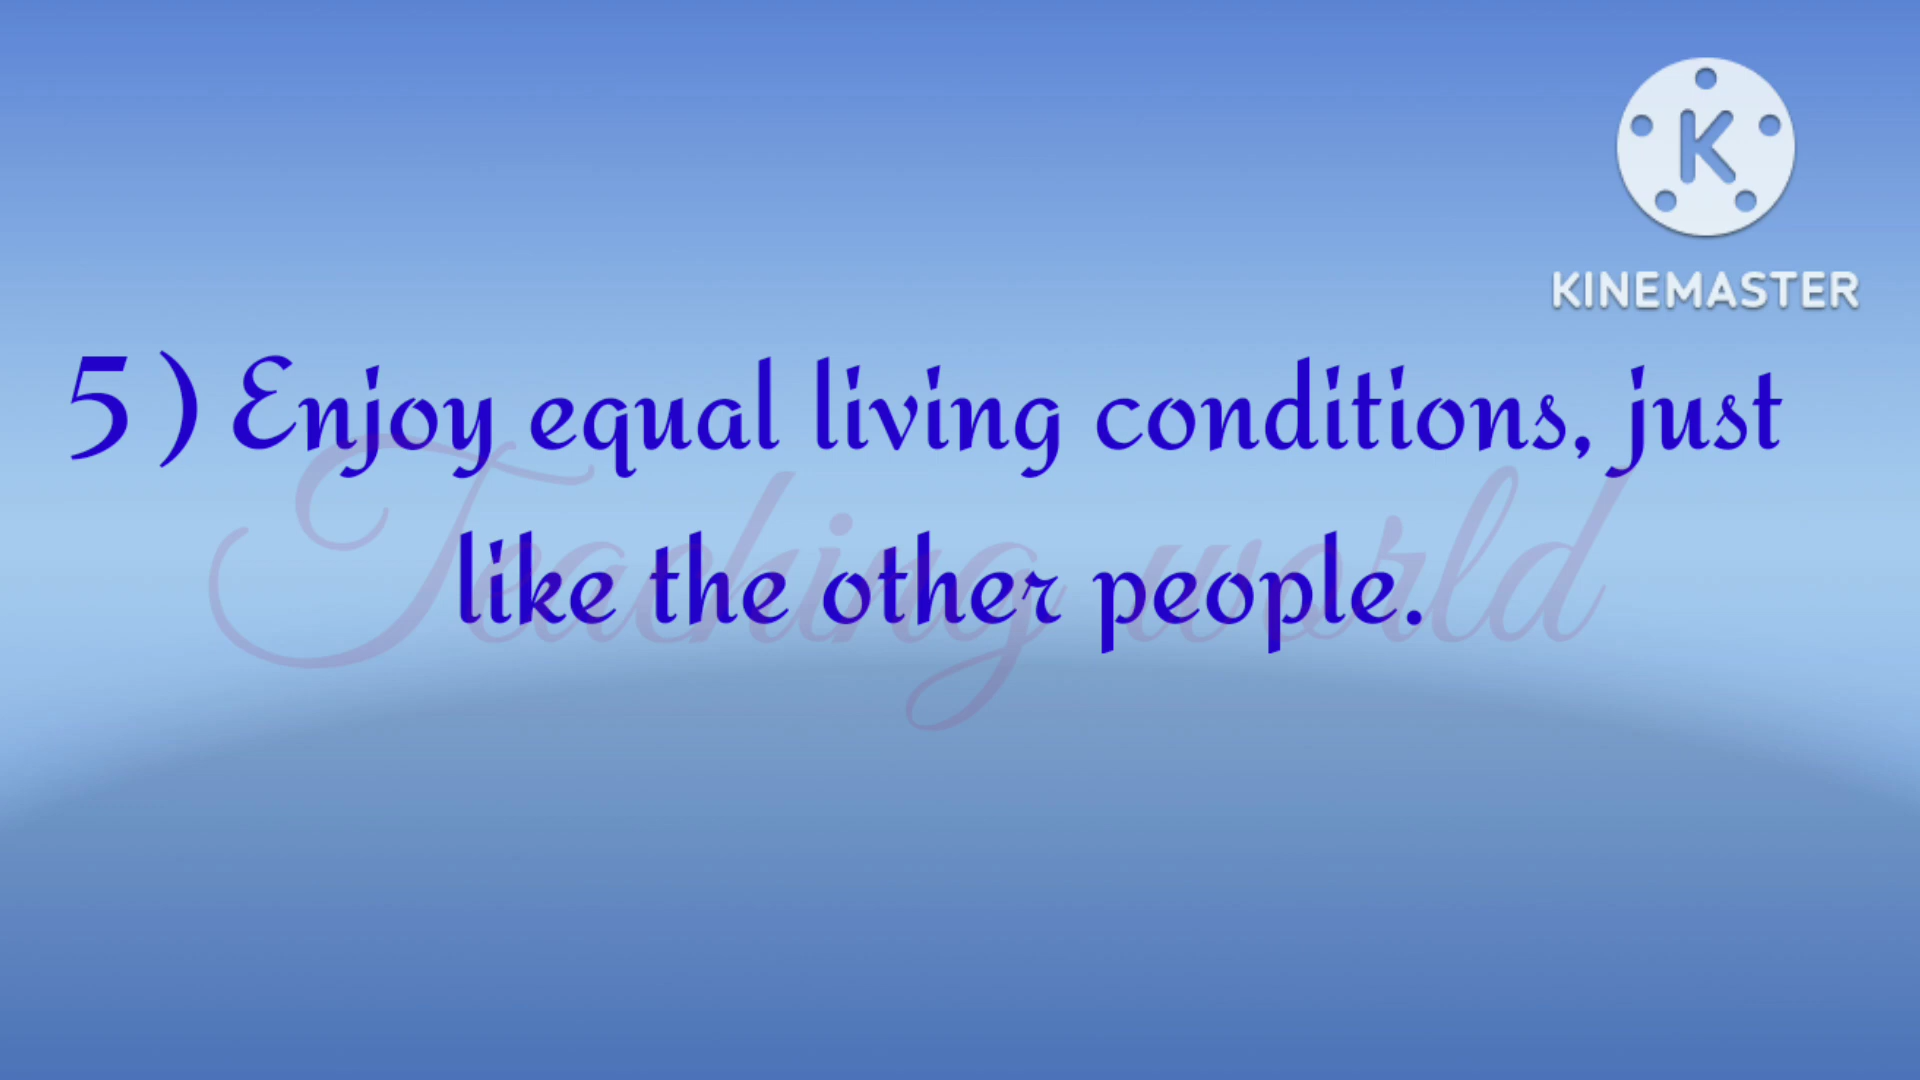 KINEMASTER
5) Enjoy equal living conditions, just
like the other people.
Teaching world